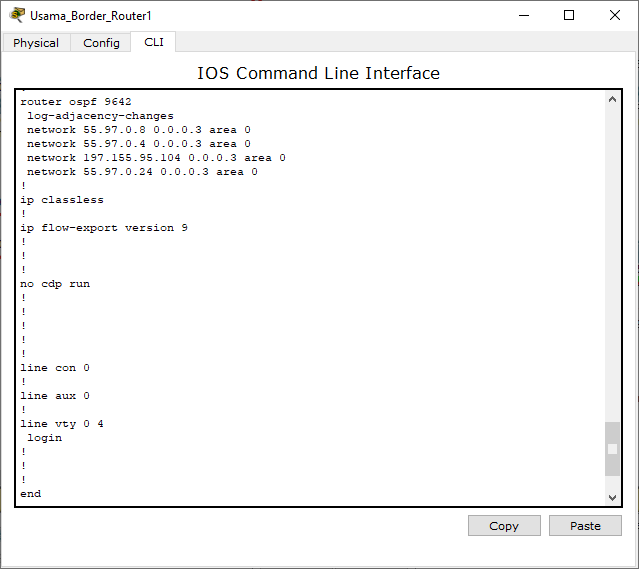 Usama_Border_Router1
Physical Config CLI
IOS Command Line Interface
router ospf 9642
 log-adjacency-changes
 network 55.97.0.8 0.0.0.3 area 0
 network 55.97.0.4 0.0.0.3 area 0
 network 197.155.95.104 0.0.0.3 area 0
 network 55.97.0.24 0.0.0.3 area 0
!
ip classless
!
ip flow-export version 9
!
!
!
no cdp run
!
!
!
!
!
line con 0
!
line aux 0
!
line vty 0 4
 login
!
!
!
end
Copy Paste